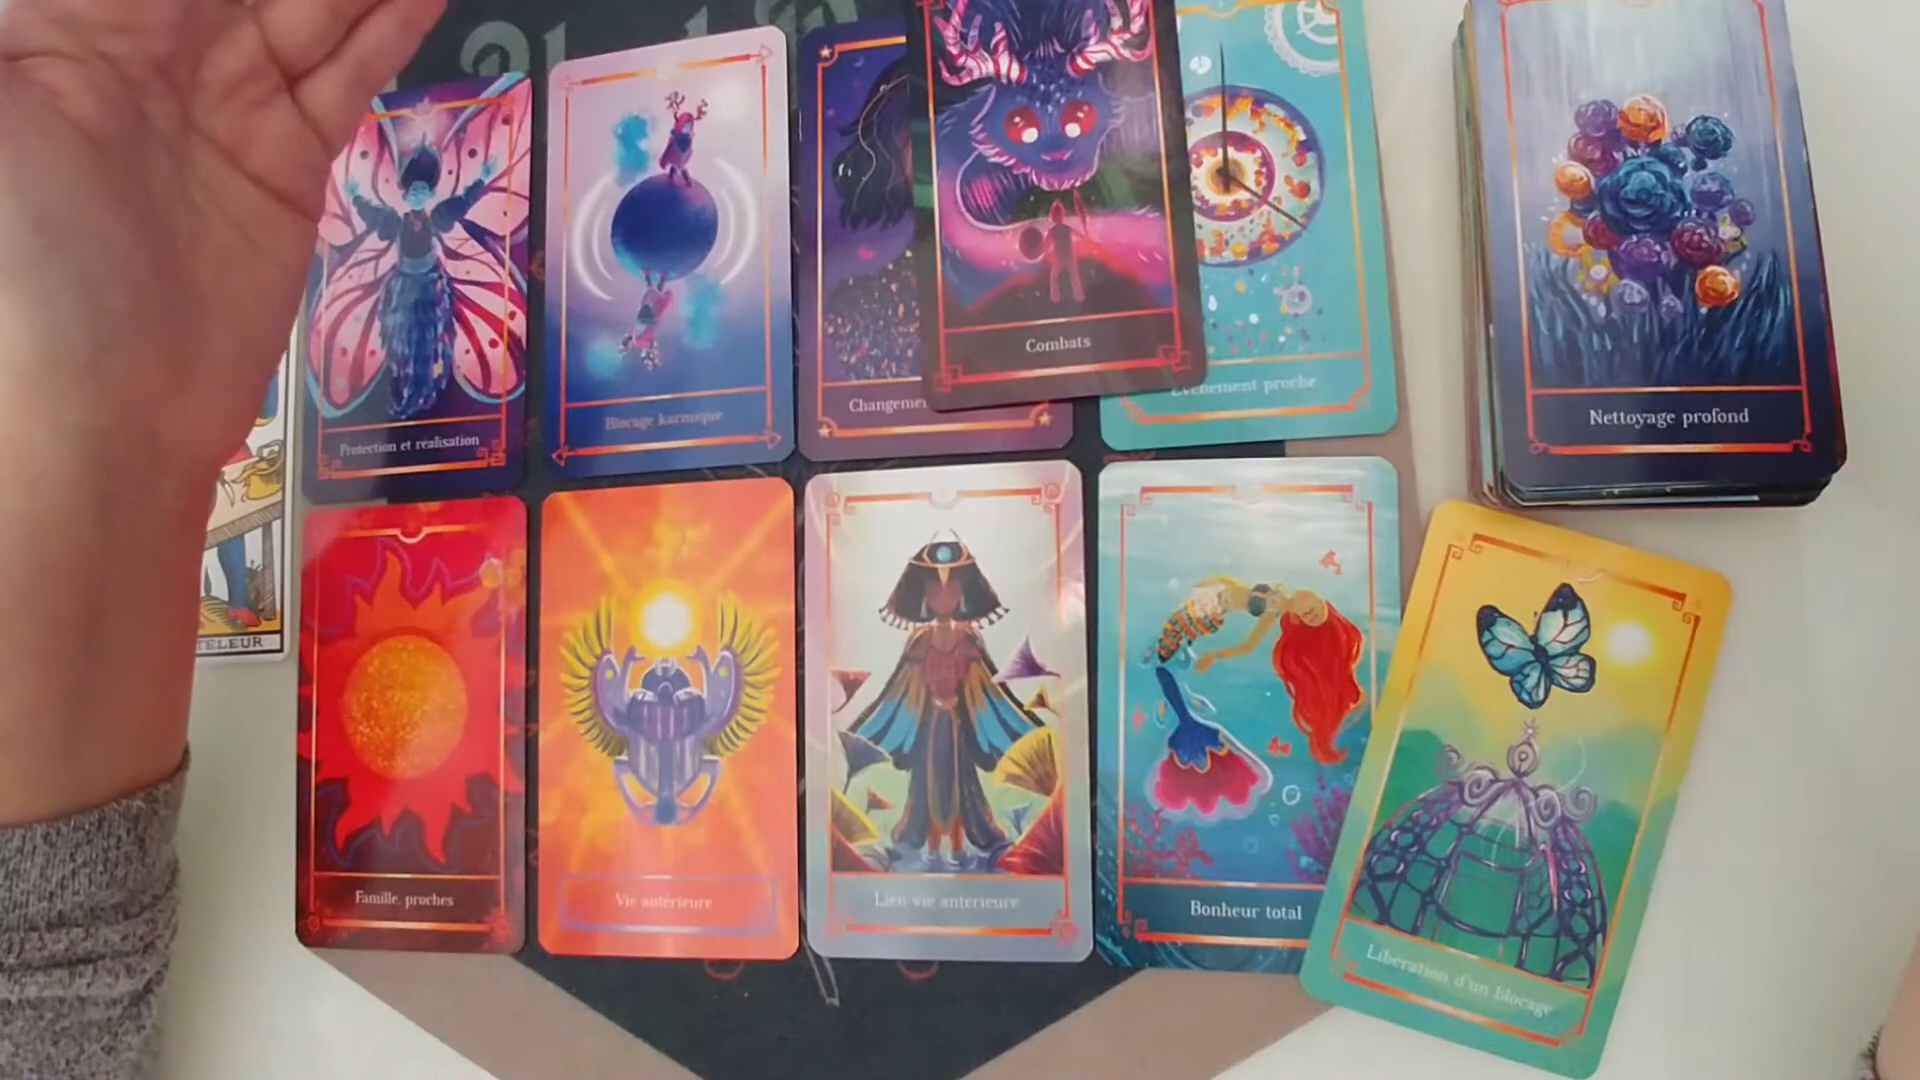 Protection et réalisation
Blocage karmique
Changeme
Combats
Evènement proche
Nettoyage profond
TELEUR
Famille, proches
Vie antérieure
Lien vie antérieure
Bonheur total
Libération d'un blocage